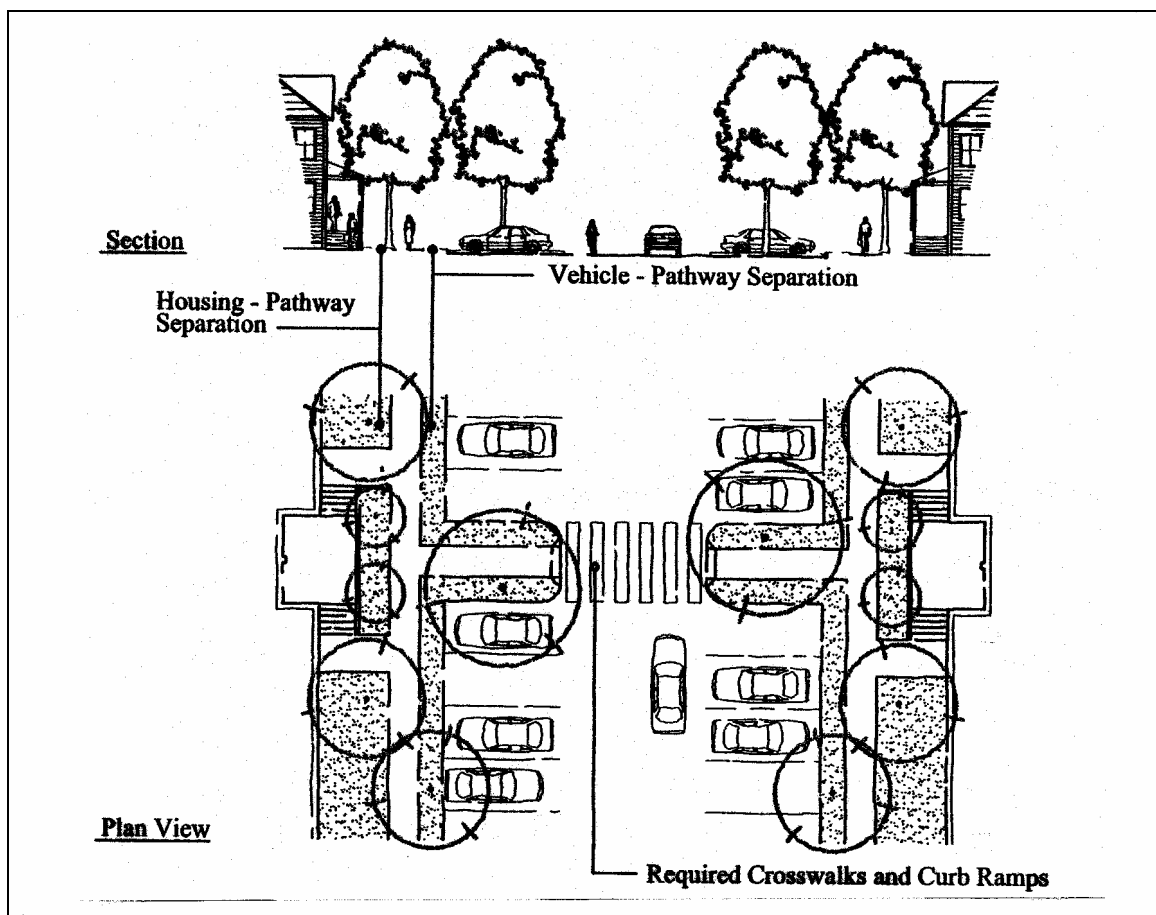 Section
Vehicle - Pathway Separation
Housing - Pathway
Separation
Plan View
Required Crosswalks and Curb Ramps